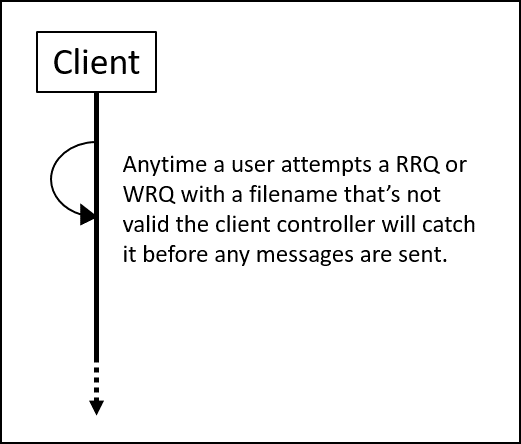 Client
Anytime a user attempts a RRQ or
WRQ with a filename that’s not
valid the client controller will catch
it before any messages are sent.